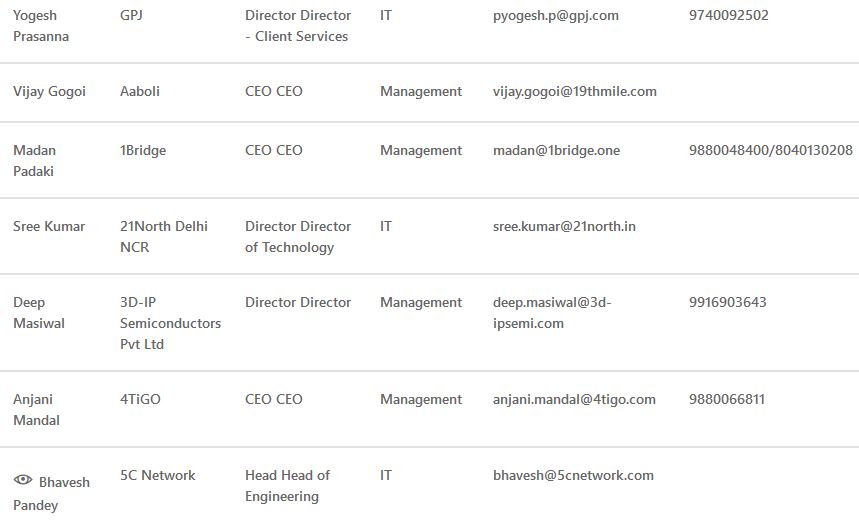 Yogesh GPJ Director Director IT pyogesh.p@gpj.com 9740092502
Prasanna - Client Services
Vijay Gogoi Aaboli CEO CEO Management vijay.gogoi@19thmile.com
Madan 1Bridge CEO CEO Management madan@1bridge.one 9880048400/8040130208
Padaki
Sree Kumar 21North Delhi Director Director IT sree.kumar@21north.in
NCR of Technology
Deep 3D-IP Director Director Management deep.masiwal@3d- 9916903643
Masiwal Semiconductors ipsemi.com
Pvt Ltd
Anjani 4TiGO CEO CEO Management anjani.mandal@4tigo.com 9880066811
Mandal
Bhavesh 5C Network Head Head of IT bhavesh@5cnetwork.com
Pandey Engineering